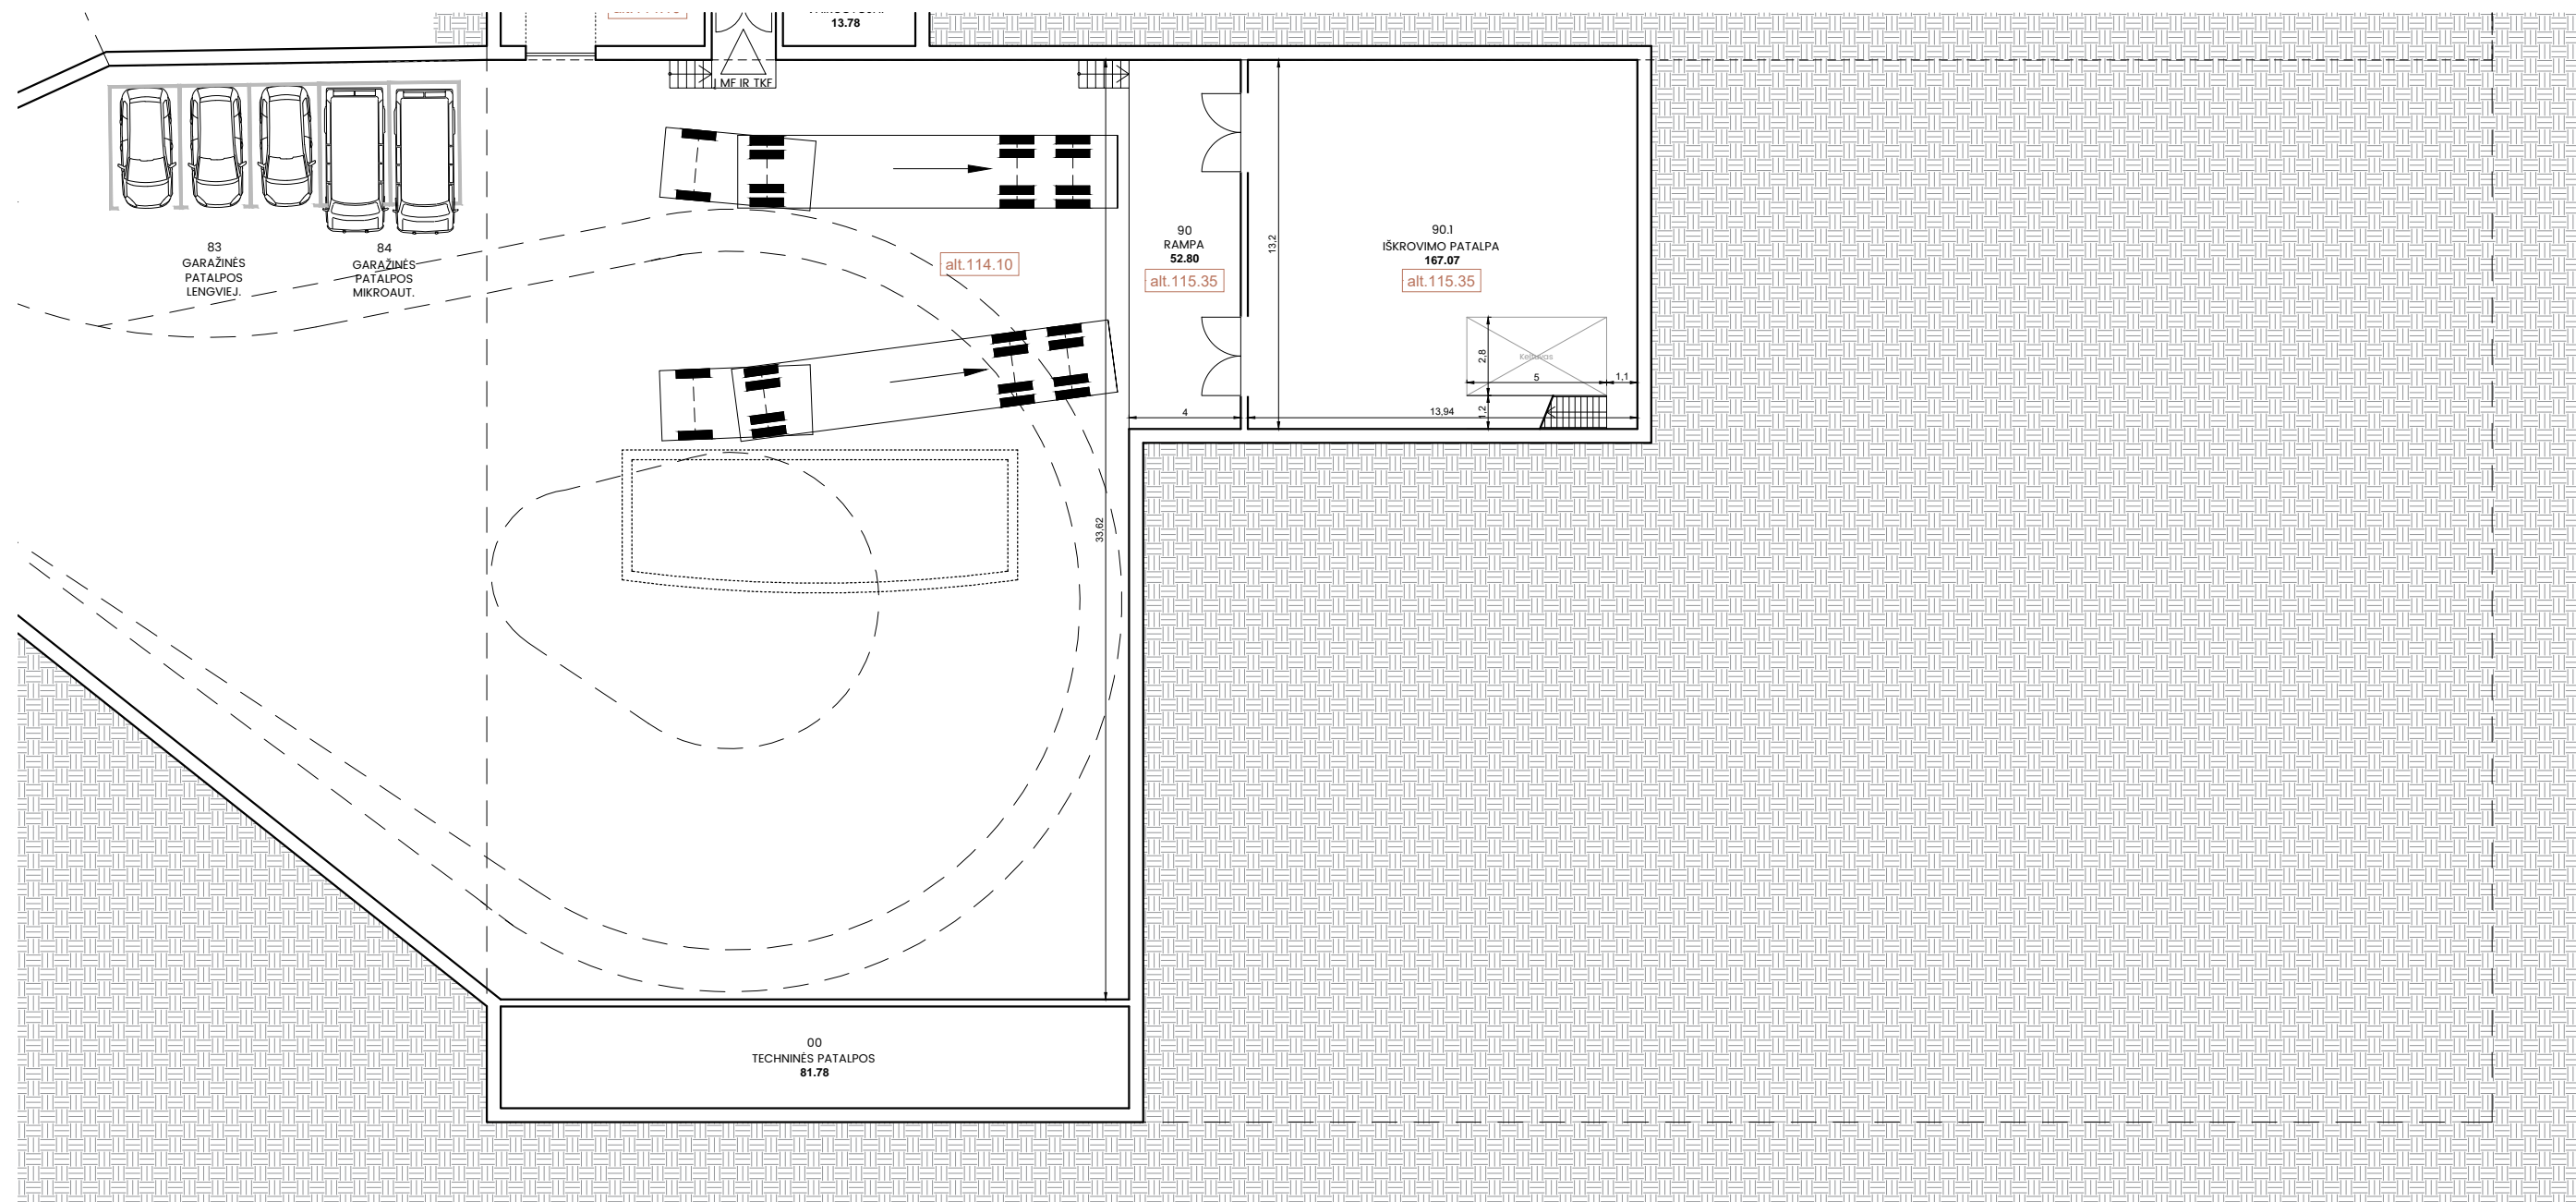 13.78
Į MF IR TKF
83
GARAŽINĖS
PATALPOS
LENGVIEJ.
84
GARAŽINĖS
PATALPOS
MIKROAUT.
alt.114.10
90
RAMPA
52.80
alt.115.35
13,2
90.1
IŠKROVIMO PATALPA
167.07
alt.115.35
2,8
Keltuvas
5
1,1
1,2
4
13,94
33,62
00
TECHNINĖS PATALPOS
81.78